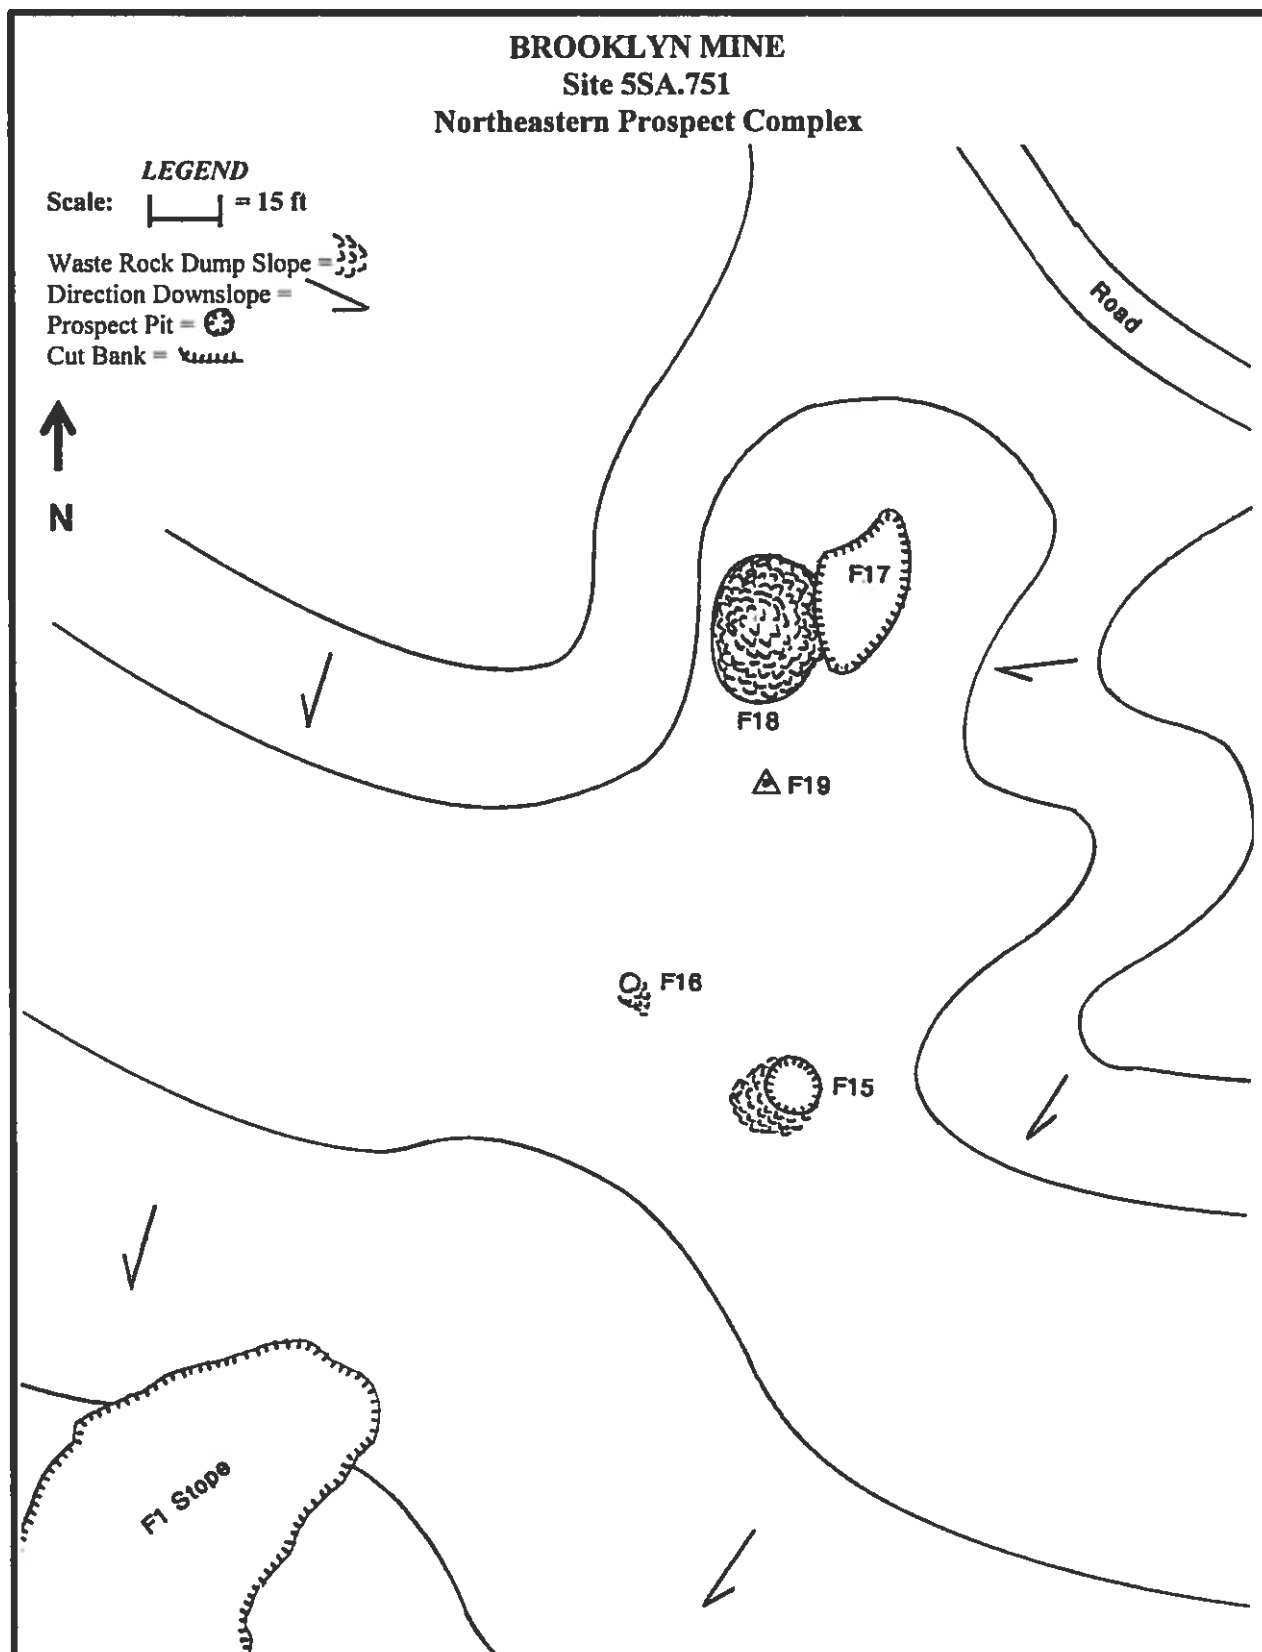 BROOKLYN MINE
Site 5SA.751
Northeastern Prospect Complex
LEGEND
Scale: = 15 ft
Waste Rock Dump Slope =
Direction Downslope =
Prospect Pit =
Cut Bank =
N
Road
F17
F18
F19
F16
F15
F1 Stope